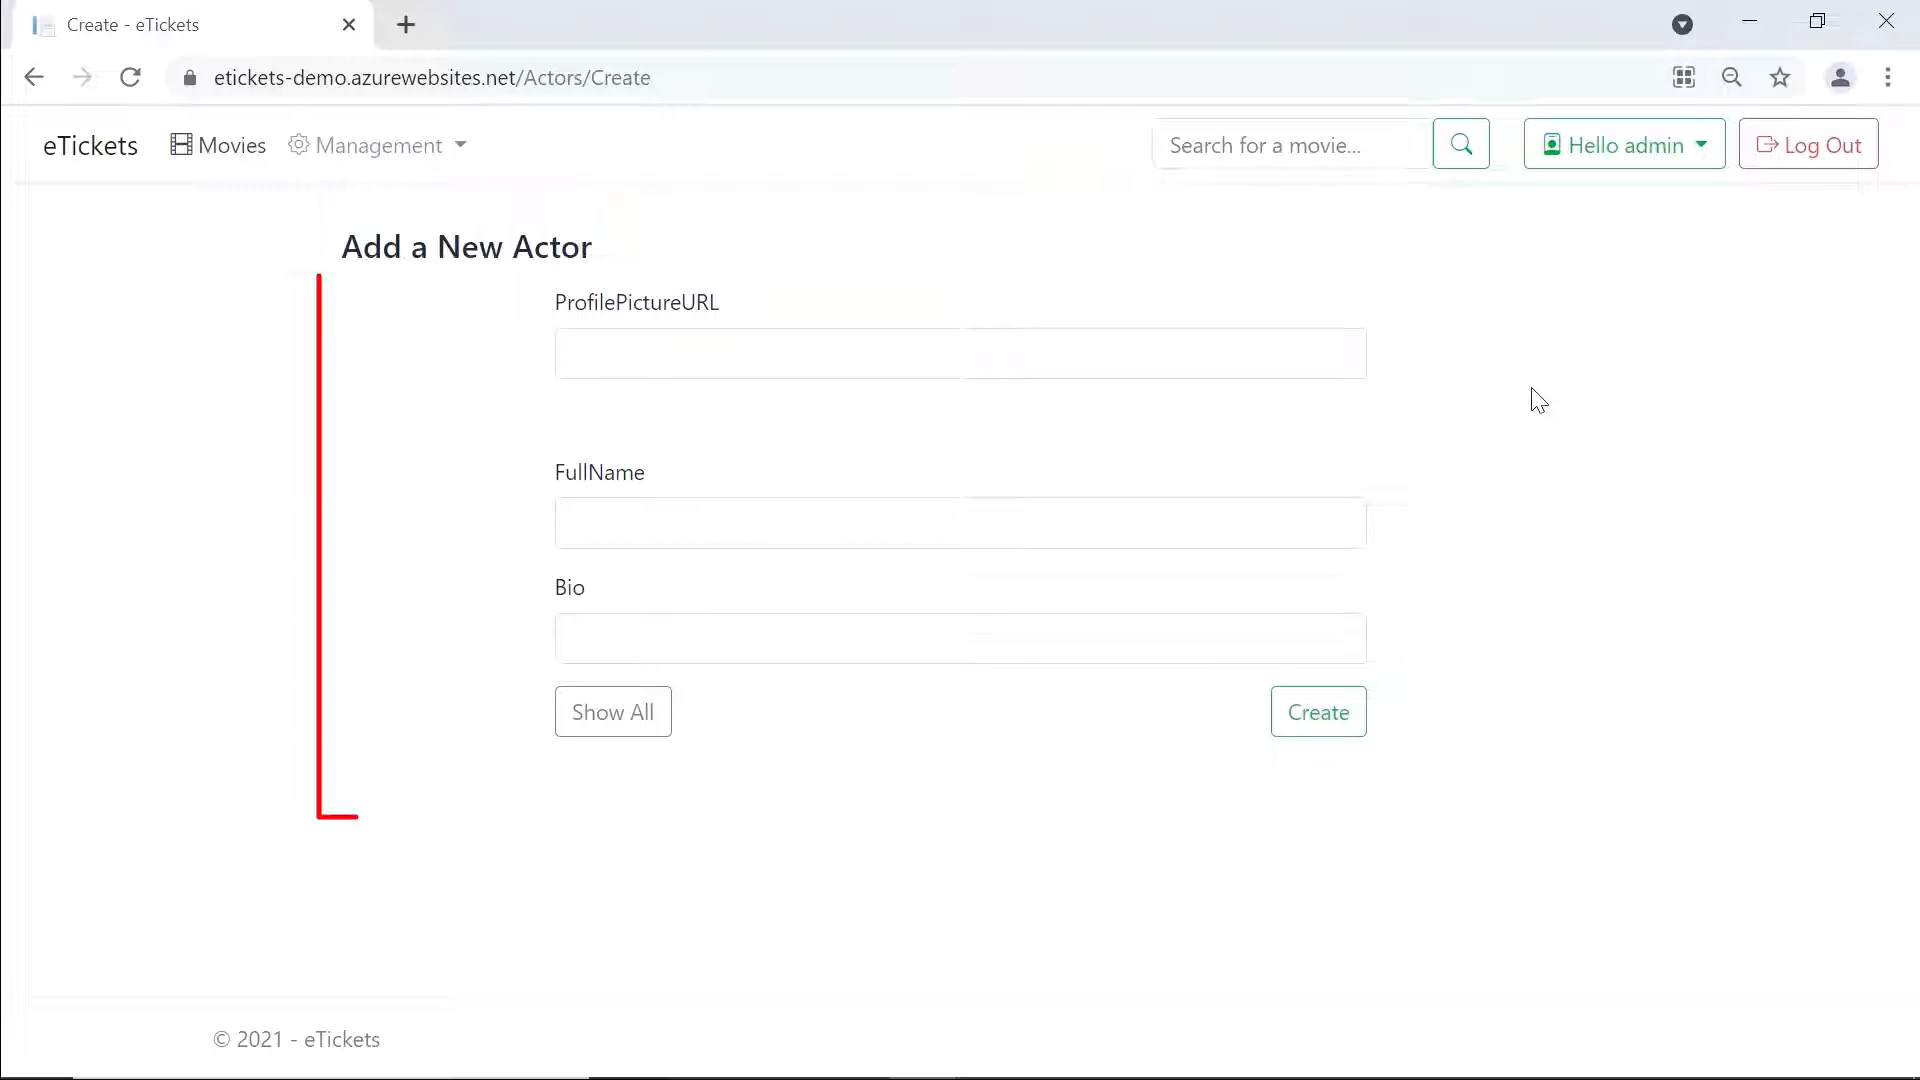 Create - eTickets
etickets-demo.azurewebsites.net/Actors/Create
eTickets Movies Management Search for a movie... Hello admin Log Out
Add a New Actor
ProfilePictureURL
FullName
Bio
Show All Create
© 2021 - eTickets